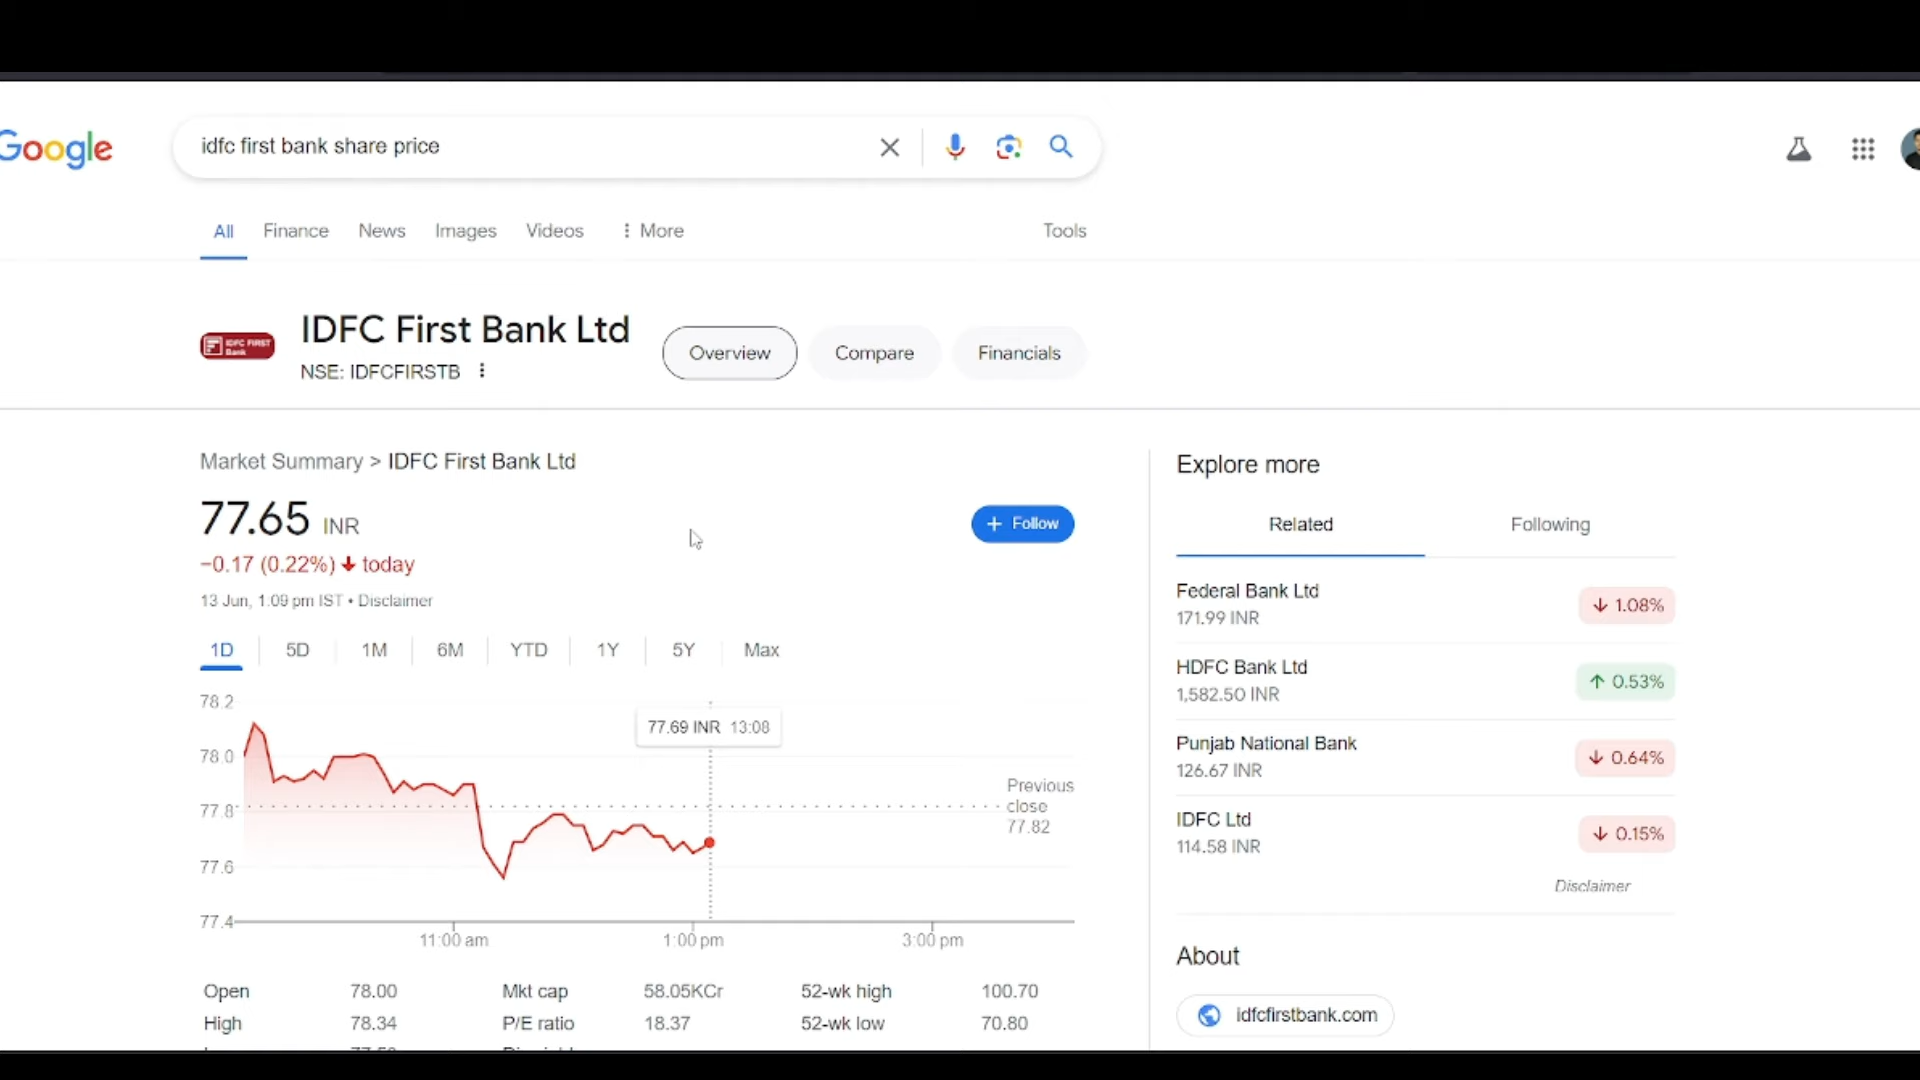 Google
idfc first bank share price
All Finance News Images Videos More Tools
IDFC FIRST
Bank
IDFC First Bank Ltd
NSE: IDFCFIRSTB
Overview Compare Financials
Market Summary > IDFC First Bank Ltd
77.65 INR
−0.17 (0.22%) today
13 Jun, 1.09 pm IST • Disclaimer
+ Follow
1D 5D 1M 6M YTD 1Y 5Y Max
78.2
78.0
77.8
77.6
77.4
77.69 INR 13:08
Previous
close
77.82
11:00 am 1:00 pm 3:00 pm
Open 78.00 Mkt cap 58.05KCr 52-wk high 100.70
High 78.34 P/E ratio 18.37 52-wk low 70.80
Explore more
Related Following
Federal Bank Ltd
171.99 INR
1.08%
HDFC Bank Ltd
1,582.50 INR
0.53%
Punjab National Bank
126.67 INR
0.64%
IDFC Ltd
114.58 INR
0.15%
Disclaimer
About
idfcfirstbank.com